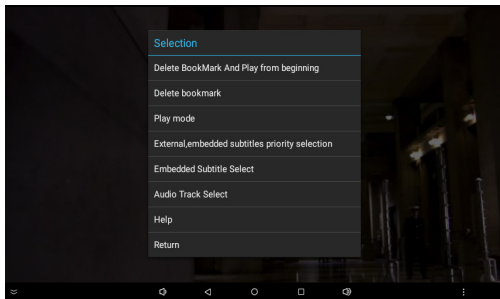 Selection
Delete BookMark And Play from beginning
Delete bookmark
Play mode
External,embedded subtitles priority selection
Embedded Subtitle Select
Audio Track Select
Help
Return